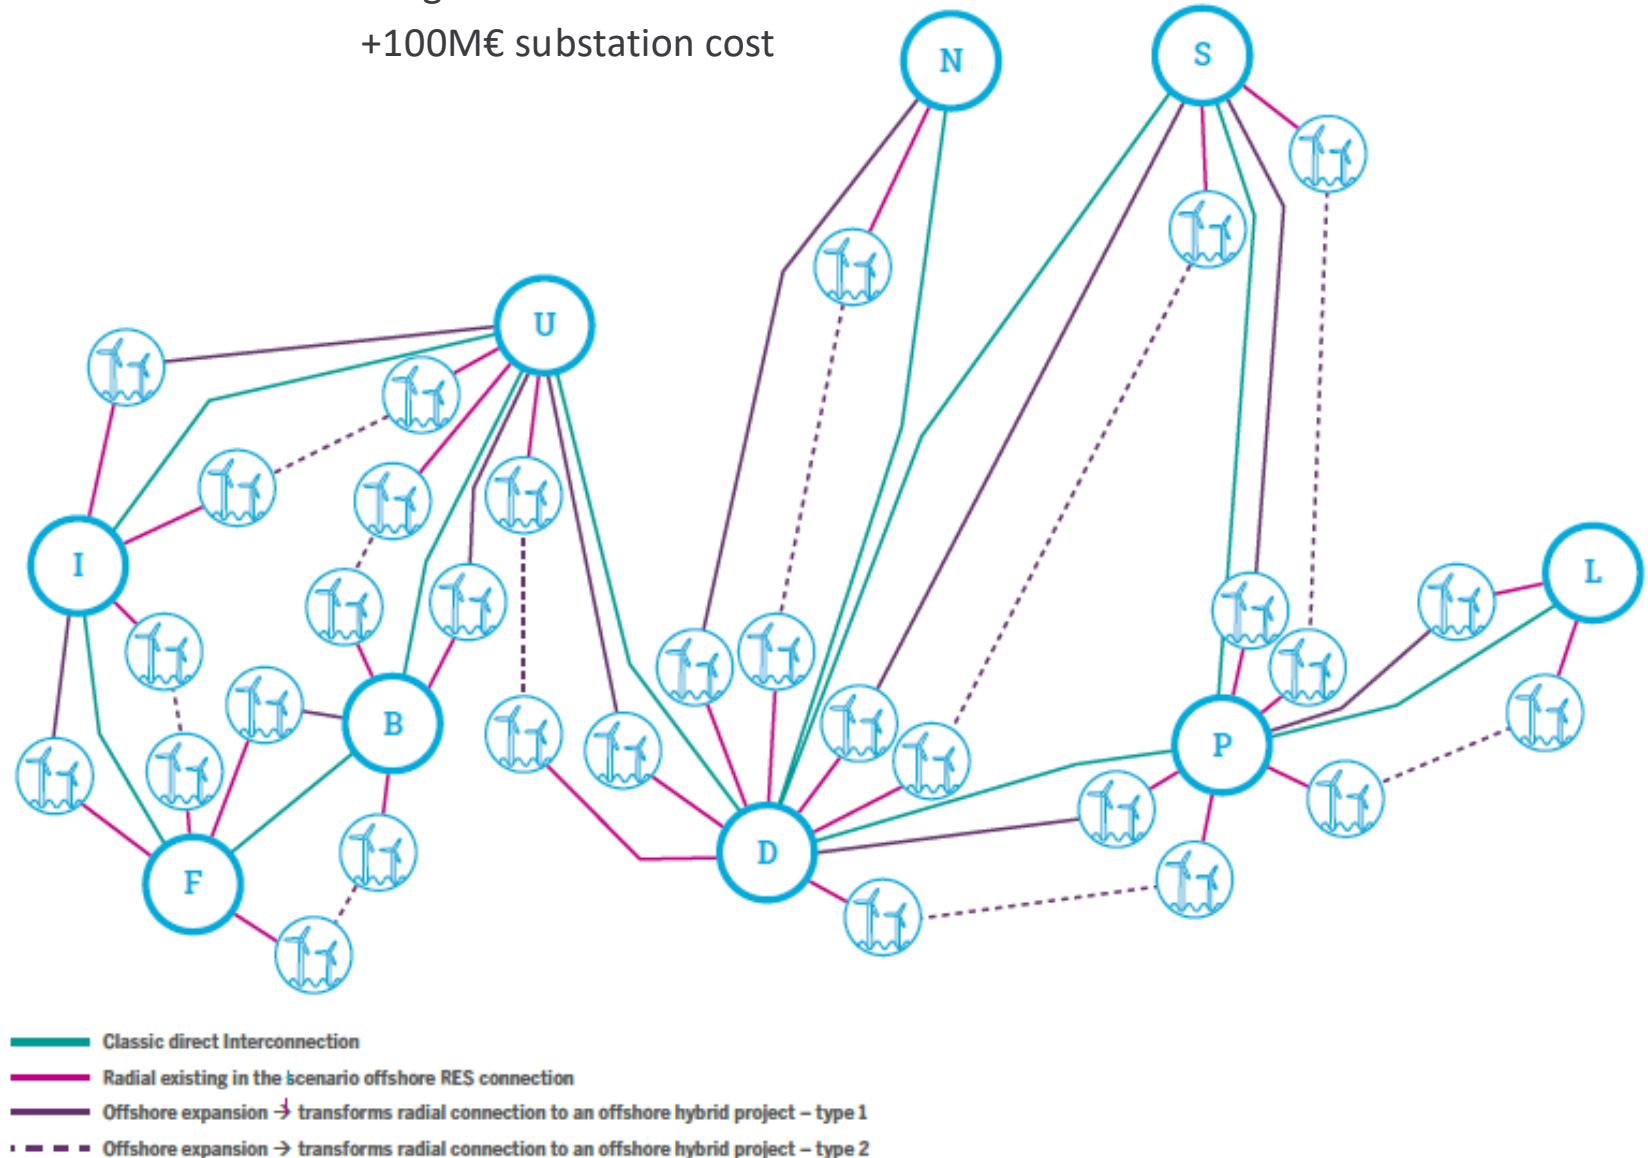 +100M€ substation cost
N
S
U
I
L
B
P
D
F
Classic direct Interconnection
Radial existing in the scenario offshore RES connection
Offshore expansion → transforms radial connection to an offshore hybrid project – type 1
Offshore expansion → transforms radial connection to an offshore hybrid project – type 2